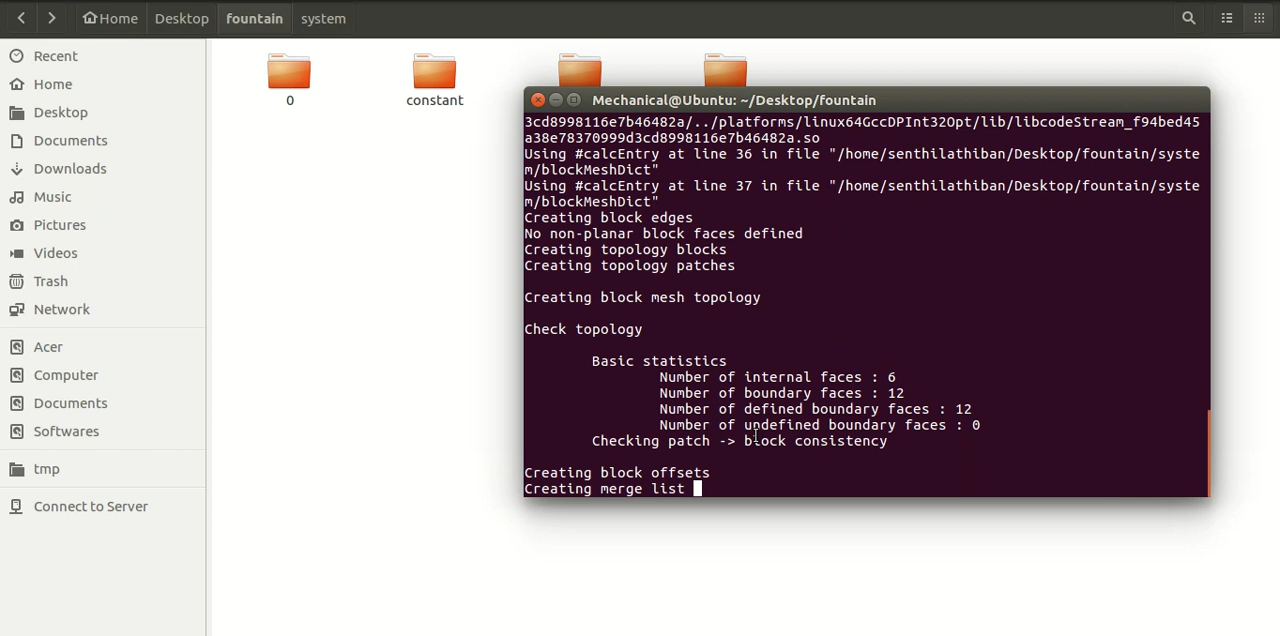 Home Desktop fountain system
Recent
Home
Desktop
Documents
Downloads
Music
Pictures
Videos
Trash
Network
Acer
Computer
Documents
Softwares
tmp
Connect to Server
0
constant
Mechanical@Ubuntu: ~/Desktop/fountain
3cd8998116e7b46482a/../platforms/linux64GccDPInt32Opt/lib/libcodeStream_f94bed45
a38e78370999d3cd8998116e7b46482a.so
Using #calcEntry at line 36 in file "/home/senthilathiban/Desktop/fountain/syste
m/blockMeshDict"
Using #calcEntry at line 37 in file "/home/senthilathiban/Desktop/fountain/syste
m/blockMeshDict"
Creating block edges
No non-planar block faces defined
Creating topology blocks
Creating topology patches
Creating block mesh topology
Check topology
Basic statistics
Number of internal faces : 6
Number of boundary faces : 12
Number of defined boundary faces : 12
Number of undefined boundary faces : 0
Checking patch -> block consistency
Creating block offsets
Creating merge list